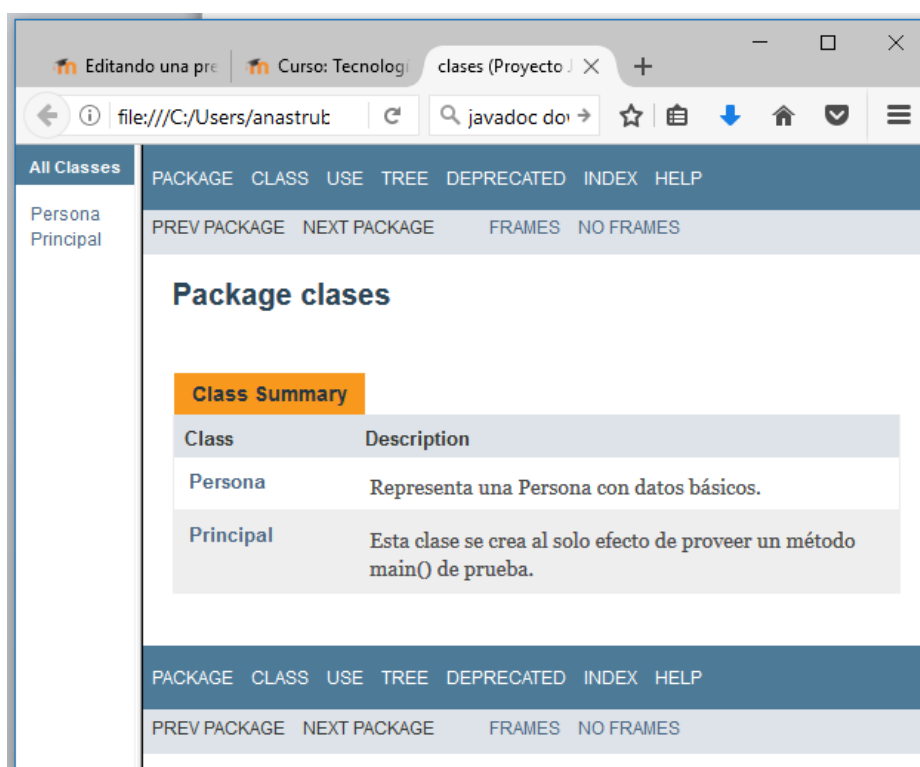 Editando una pre
Curso: Tecnologí
clases (Proyecto J
file:///C:/Users/anastrub
javadoc dov
All Classes
Persona
Principal
PACKAGE CLASS USE TREE DEPRECATED INDEX HELP
PREV PACKAGE NEXT PACKAGE FRAMES NO FRAMES
Package clases
Class Summary
Class Description
Persona Representa una Persona con datos básicos.
Principal Esta clase se crea al solo efecto de proveer un método
main() de prueba.
PACKAGE CLASS USE TREE DEPRECATED INDEX HELP
PREV PACKAGE NEXT PACKAGE FRAMES NO FRAMES